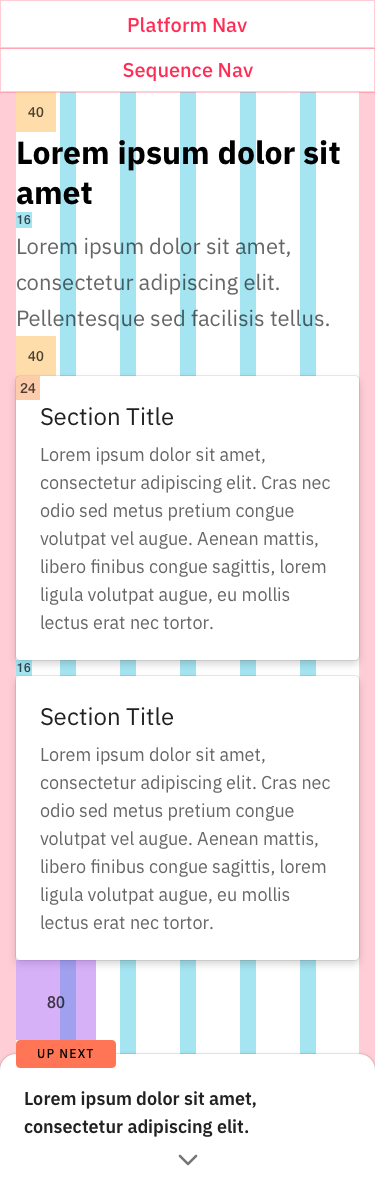 Platform Nav
Sequence Nav
40
Lorem ipsum dolor sit
amet
16
Lorem ipsum dolor sit amet,
consectetur adipiscing elit.
Pellentesque sed facilisis tellus.
40
24
Section Title
Lorem ipsum dolor sit amet,
consectetur adipiscing elit. Cras nec
odio sed metus pretium congue
volutpat vel augue. Aenean mattis,
libero finibus congue sagittis, lorem
ligula volutpat augue, eu mollis
lectus erat nec tortor.
16
Section Title
Lorem ipsum dolor sit amet,
consectetur adipiscing elit. Cras nec
odio sed metus pretium congue
volutpat vel augue. Aenean mattis,
libero finibus congue sagittis, lorem
ligula volutpat augue, eu mollis
lectus erat nec tortor.
80
UP NEXT
Lorem ipsum dolor sit amet,
consectetur adipiscing elit.